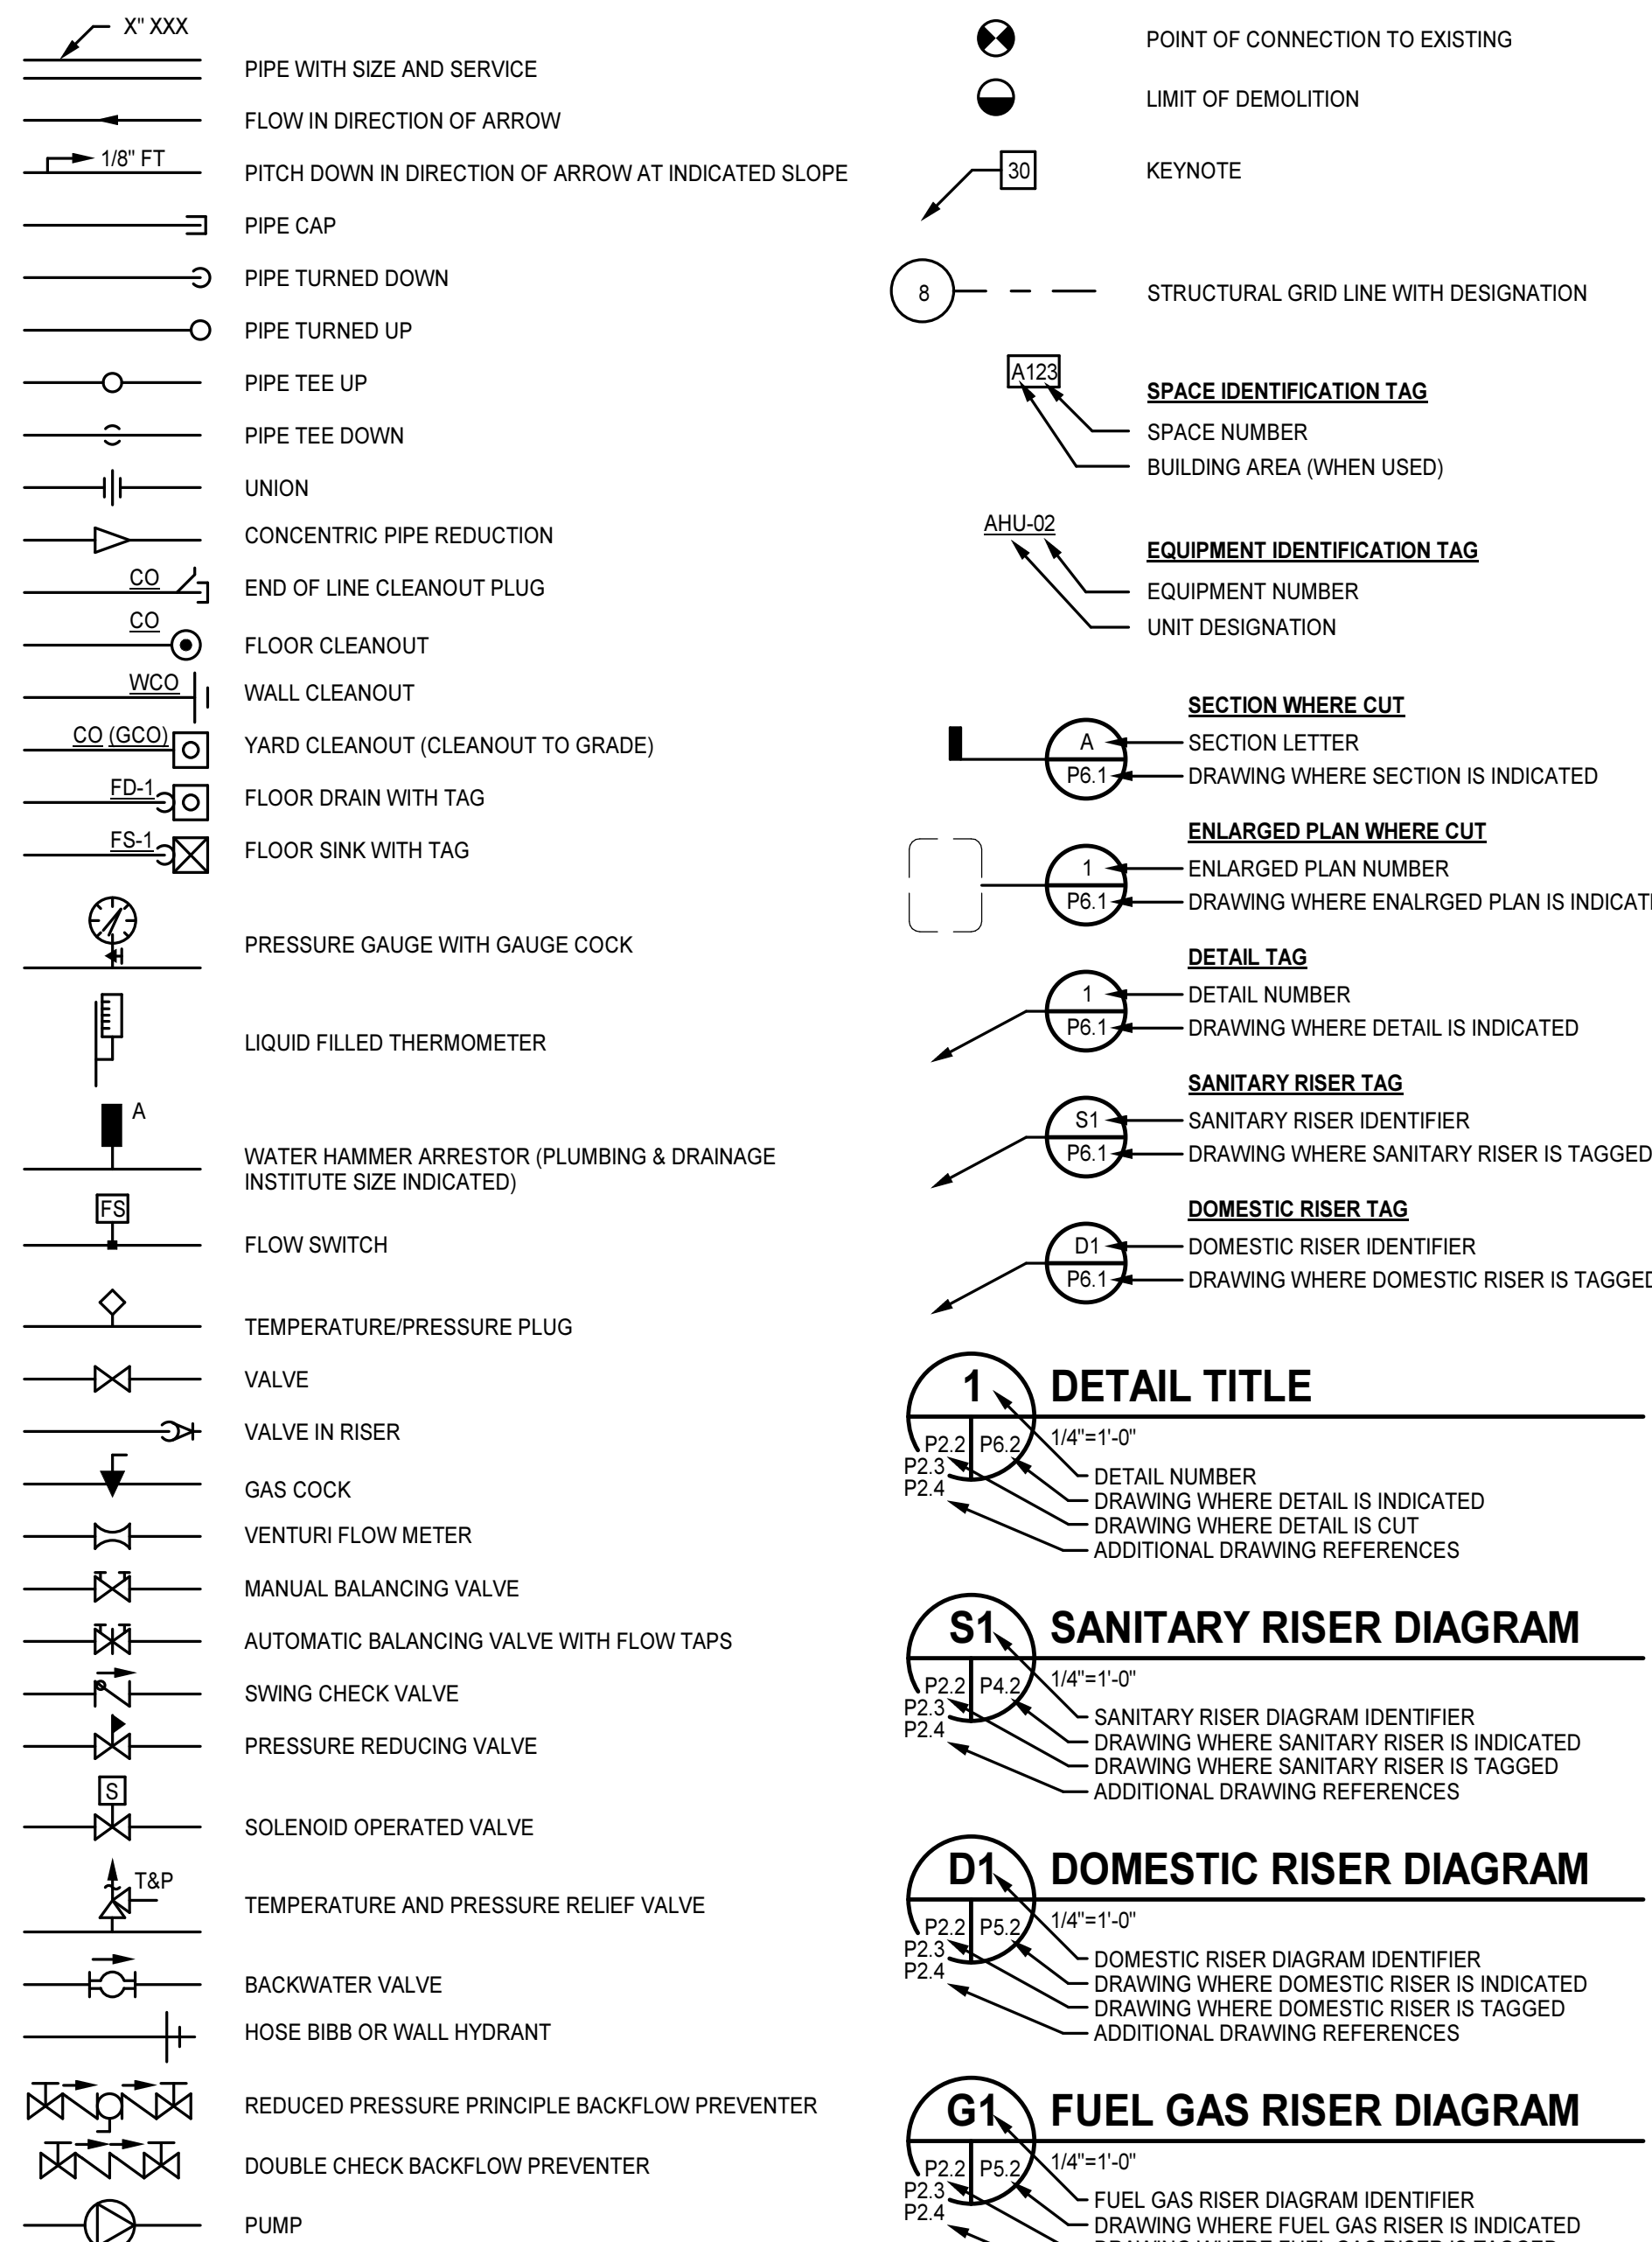 X" XXX
PIPE WITH SIZE AND SERVICE
FLOW IN DIRECTION OF ARROW
1/8" FT
PITCH DOWN IN DIRECTION OF ARROW AT INDICATED SLOPE
PIPE CAP
PIPE TURNED DOWN
PIPE TURNED UP
PIPE TEE UP
PIPE TEE DOWN
UNION
CONCENTRIC PIPE REDUCTION
CO
END OF LINE CLEANOUT PLUG
CO
FLOOR CLEANOUT
WCO
WALL CLEANOUT
CO (GCO)
YARD CLEANOUT (CLEANOUT TO GRADE)
FD-1
FLOOR DRAIN WITH TAG
FS-1
FLOOR SINK WITH TAG
PRESSURE GAUGE WITH GAUGE COCK
LIQUID FILLED THERMOMETER
A
WATER HAMMER ARRESTOR (PLUMBING & DRAINAGE
INSTITUTE SIZE INDICATED)
FS
FLOW SWITCH
TEMPERATURE/PRESSURE PLUG
VALVE
VALVE IN RISER
GAS COCK
VENTURI FLOW METER
MANUAL BALANCING VALVE
AUTOMATIC BALANCING VALVE WITH FLOW TAPS
SWING CHECK VALVE
PRESSURE REDUCING VALVE
S
SOLENOID OPERATED VALVE
T&P
TEMPERATURE AND PRESSURE RELIEF VALVE
BACKWATER VALVE
HOSE BIBB OR WALL HYDRANT
REDUCED PRESSURE PRINCIPLE BACKFLOW PREVENTER
DOUBLE CHECK BACKFLOW PREVENTER
PUMP
POINT OF CONNECTION TO EXISTING
LIMIT OF DEMOLITION
30
KEYNOTE
8
STRUCTURAL GRID LINE WITH DESIGNATION
A123
SPACE IDENTIFICATION TAG
SPACE NUMBER
BUILDING AREA (WHEN USED)
AHU-02
EQUIPMENT IDENTIFICATION TAG
EQUIPMENT NUMBER
UNIT DESIGNATION
SECTION WHERE CUT
A
SECTION LETTER
P6.1
DRAWING WHERE SECTION IS INDICATED
ENLARGED PLAN WHERE CUT
1
ENLARGED PLAN NUMBER
P6.1
DRAWING WHERE ENALRGED PLAN IS
DETAIL TAG
1
DETAIL NUMBER
P6.1
DRAWING WHERE DETAIL IS INDICATED
SANITARY RISER TAG
S1
SANITARY RISER IDENTIFIER
P6.1
DRAWING WHERE SANITARY RISER IS TAGGED
DOMESTIC RISER TAG
D1
DOMESTIC RISER IDENTIFIER
P6.1
DRAWING WHERE DOMESTIC RISER IS TAGGED
1
DETAIL TITLE
1/4"=1'-0"
P2.2
P6.2
P2.3
P2.4
DETAIL NUMBER
DRAWING WHERE DETAIL IS INDICATED
DRAWING WHERE DETAIL IS CUT
ADDITIONAL DRAWING REFERENCES
S1
SANITARY RISER DIAGRAM
1/4"=1'-0"
P2.2
P4.2
P2.3
P2.4
SANITARY RISER DIAGRAM IDENTIFIER
DRAWING WHERE SANITARY RISER IS INDICATED
DRAWING WHERE SANITARY RISER IS TAGGED
ADDITIONAL DRAWING REFERENCES
D1
DOMESTIC RISER DIAGRAM
1/4"=1'-0"
P2.2
P5.2
P2.3
P2.4
DOMESTIC RISER DIAGRAM IDENTIFIER
DRAWING WHERE DOMESTIC RISER IS INDICATED
DRAWING WHERE DOMESTIC RISER IS TAGGED
ADDITIONAL DRAWING REFERENCES
G1
FUEL GAS RISER DIAGRAM
1/4"=1'-0"
P2.2
P5.2
P2.3
P2.4
FUEL GAS RISER DIAGRAM IDENTIFIER
DRAWING WHERE FUEL GAS RISER IS INDICATED
DRAWING WHERE FUEL GAS RISER IS TAGGED